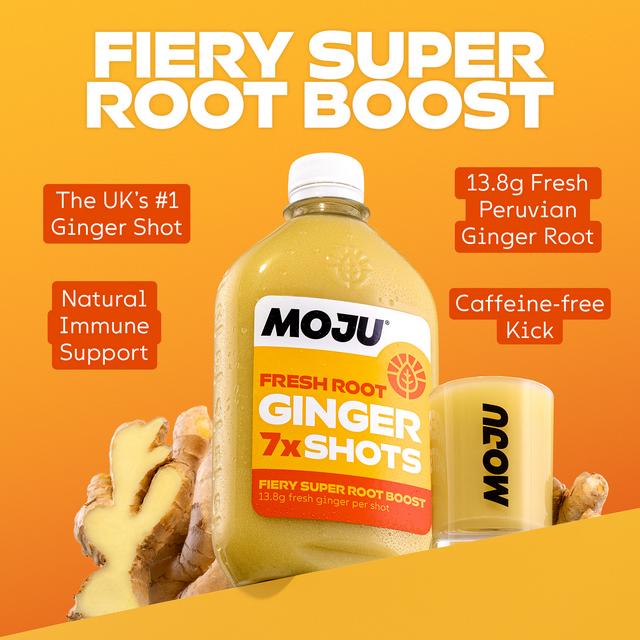 FIERY SUPER
ROOT BOOST
The UK's #1
Ginger Shot
13.8g Fresh
Peruvian
Ginger Root
Natural
Immune
Support
Caffeine-free
Kick
MOJU®
FRESH ROOT
GINGER
7x SHOTS
FIERY SUPER ROOT BOOST
13.8g fresh ginger per shot
MOJU